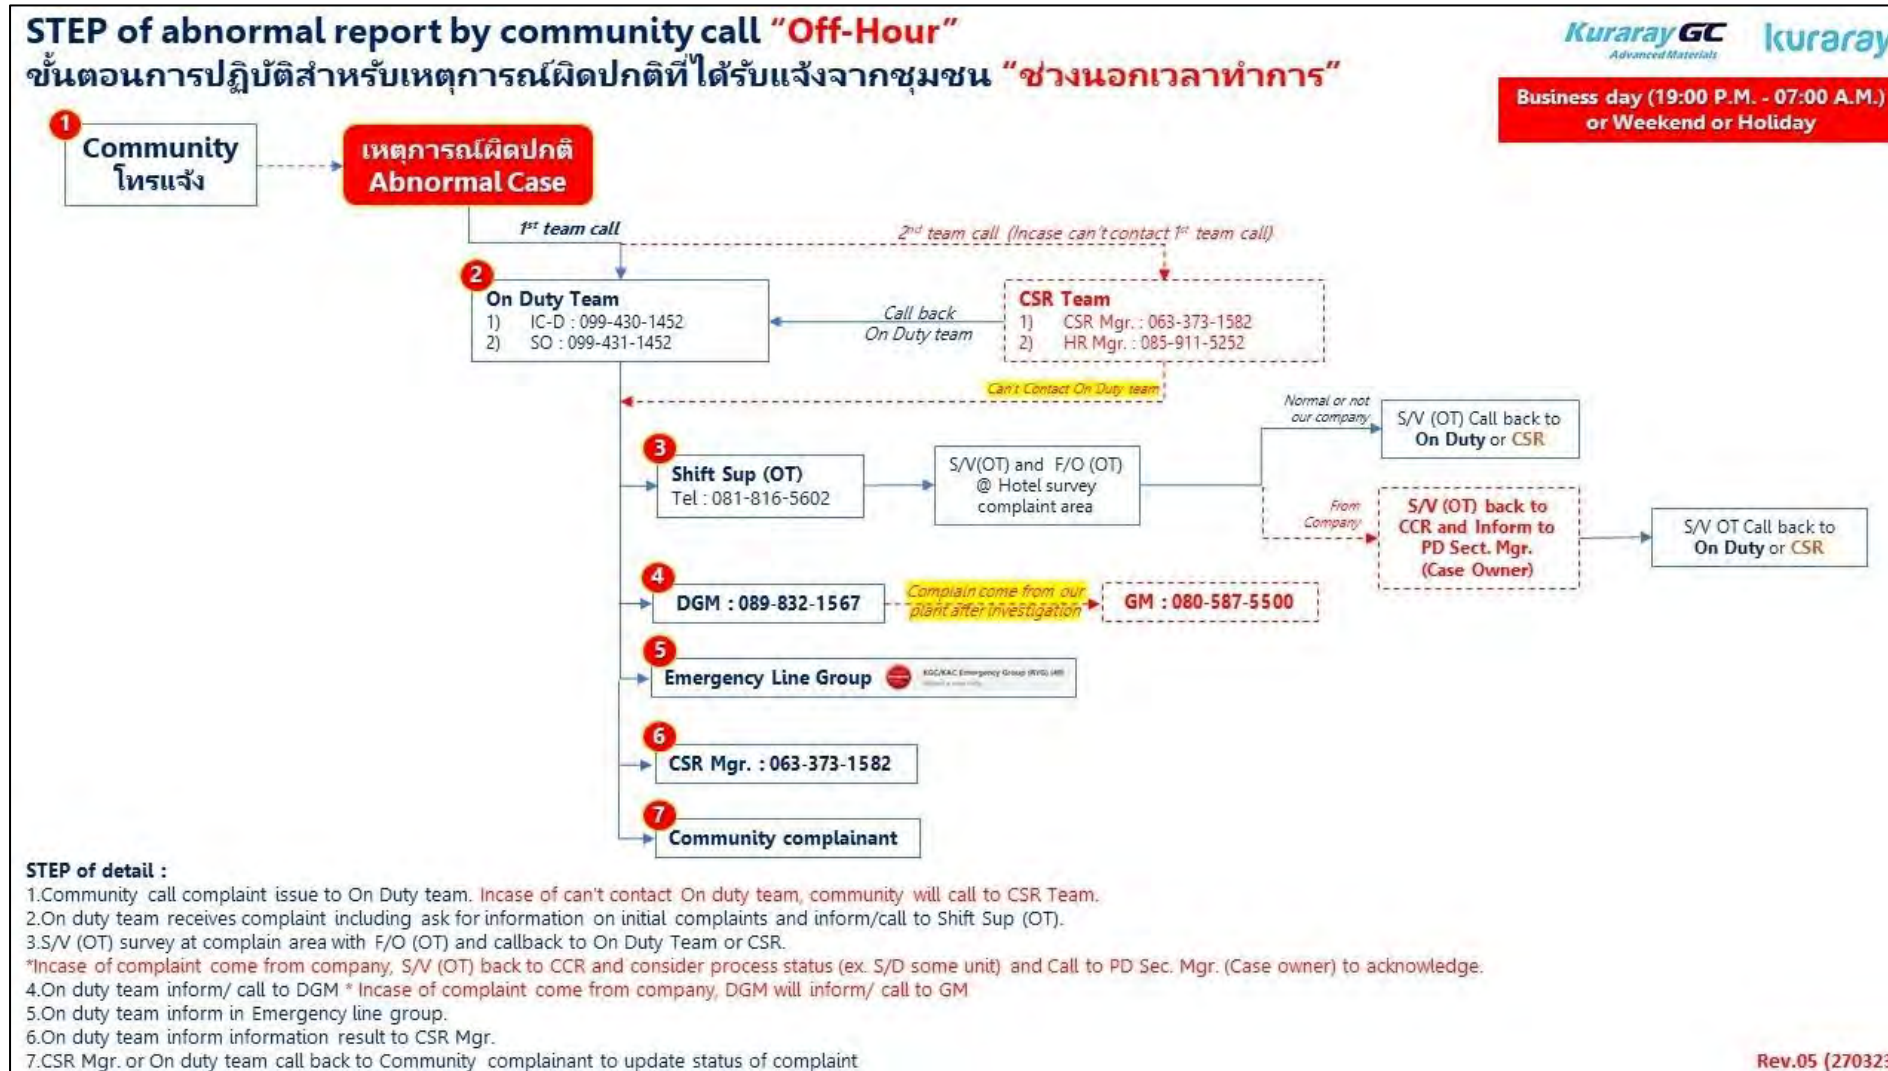 STEP of abnormal report by community call “Off-Hour”
ขั้นตอนการปฏิบัติสำหรับเหตุการณ์ผิดปกติที่ได้รับแจ้งจากชุมชน “ช่วงนอกเวลาทำการ”
Kuraray GC
Advanced Materials
kuraray
Business day (19:00 P.M. - 07:00 A.M.)
or Weekend or Holiday
1
Community
โทรแจ้ง
เหตุการณ์ผิดปกติ
Abnormal Case
1st team call
2nd team call (Incase can't contact 1st team call)
2
On Duty Team
1) IC-D : 099-430-1452
2) SO : 099-431-1452
Call back
On Duty team
CSR Team
1) CSR Mgr. : 063-373-1582
2) HR Mgr. : 085-911-5252
Can't Contact On Duty team
3
Shift Sup (OT)
Tel : 081-816-5602
S/V(OT) and F/O (OT)
@ Hotel survey
complaint area
Normal or not
our company
S/V (OT) Call back to
On Duty or CSR
From
Company
S/V (OT) back to
CCR and Inform to
PD Sect. Mgr.
(Case Owner)
S/V OT Call back to
On Duty or CSR
4
DGM : 089-832-1567
Complain come from our
plant after investigation
GM : 080-587-5500
5
Emergency Line Group
KGC/KAC Emergency Group
6
CSR Mgr. : 063-373-1582
7
Community complainant
STEP of detail :
1.Community call complaint issue to On Duty team. Incase of can't contact On duty team, community will call to CSR Team.
2.On duty team receives complaint including ask for information on initial complaints and inform/call to Shift Sup (OT).
3.S/V (OT) survey at complain area with F/O (OT) and callback to On Duty Team or CSR.
*Incase of complaint come from company, S/V (OT) back to CCR and consider process status (ex. S/D some unit) and Call to PD Sec. Mgr. (Case owner) to acknowledge.
4.On duty team inform/ call to DGM * Incase of complaint come from company, DGM will inform/ call to GM
5.On duty team inform in Emergency line group.
6.On duty team inform information result to CSR Mgr.
7.CSR Mgr. or On duty team call back to Community complainant to update status of complaint
Rev.05 (270323